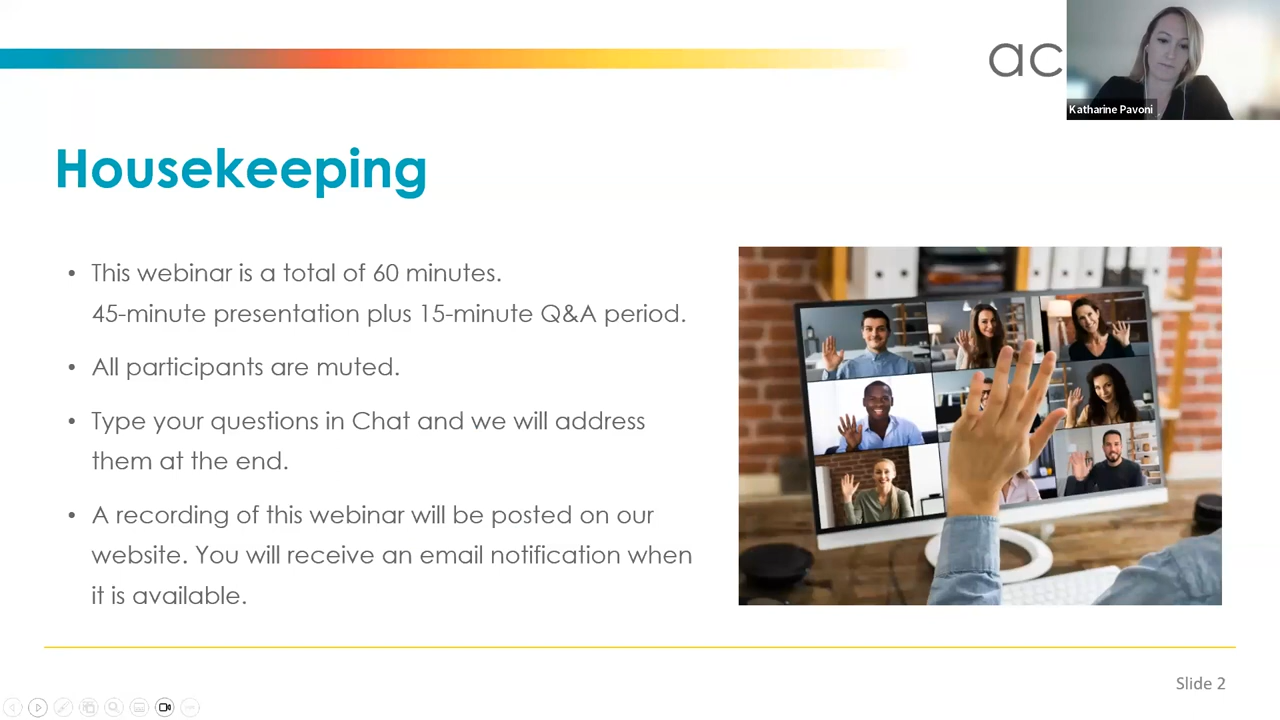 ac
Katharine Pavoni
Housekeeping
• This webinar is a total of 60 minutes.
45-minute presentation plus 15-minute Q&A period.
• All participants are muted.
• Type your questions in Chat and we will address
them at the end.
• A recording of this webinar will be posted on our
website. You will receive an email notification when
it is available.
Slide 2